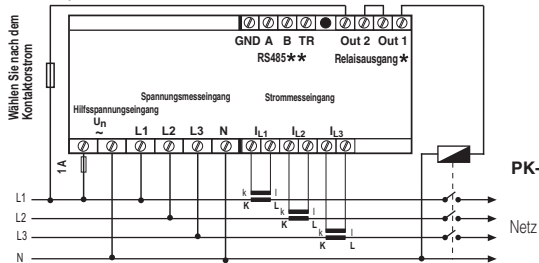 Wählen Sie nach dem
Kontaktorstrom
GND A B TR Out 2 Out 1
RS485** Relaisausgang*
Spannungsmesseingang Strommesseingang
Hilfsspannungseingang
Un
~ L1 L2 L3 N IL1 IL2 IL3
1 A
PK-
L1 k l
K L
L2 k l
K L
Netz
L3 k l
K L
N